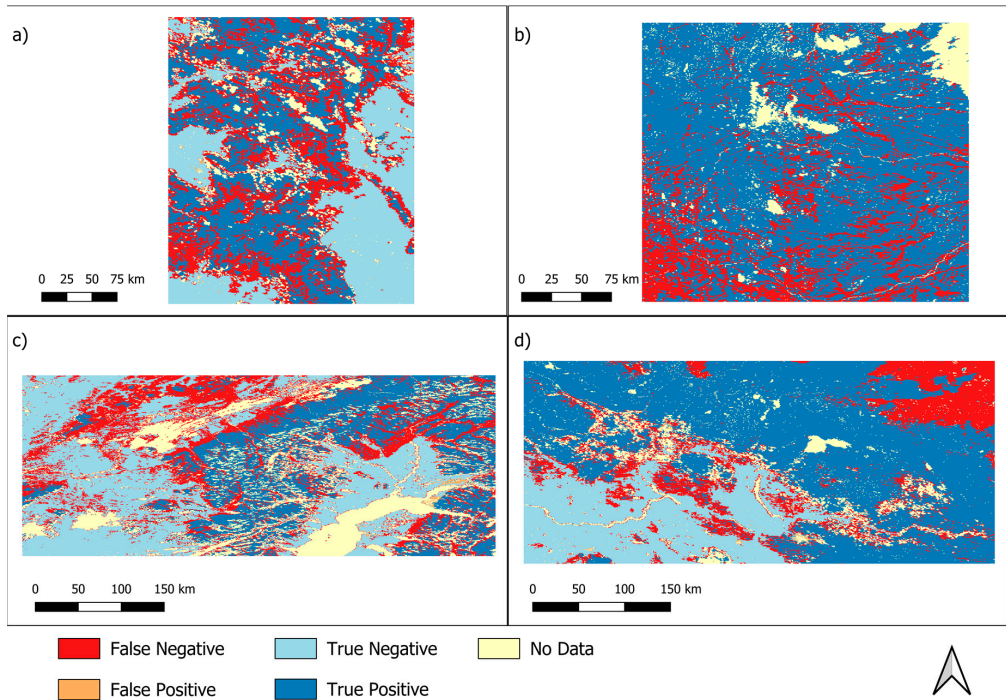 a)
b)
0 25 50 75 km
0 25 50 75 km
c)
d)
0 50 100 150 km
0 50 100 150 km
False Negative
True Negative
No Data
False Positive
True Positive